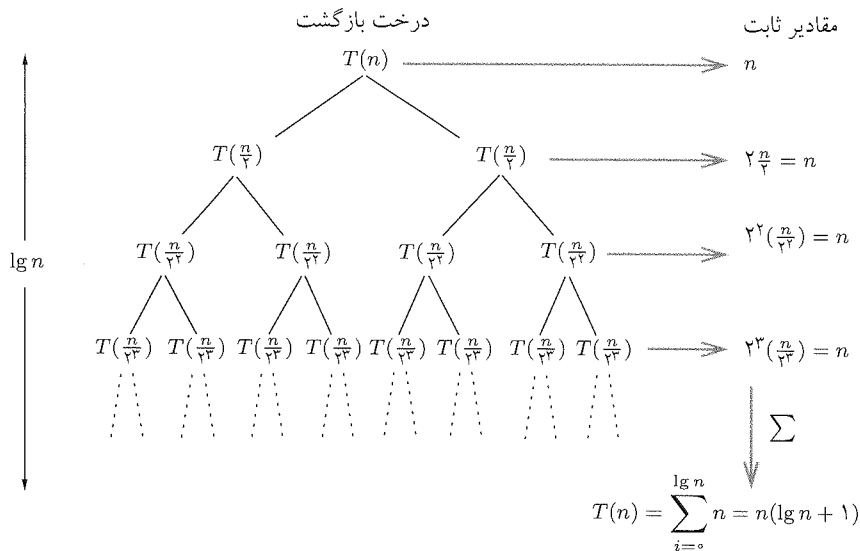 درخت بازگشت
مقادیر ثابت
T(n)
n
T(n/۲) T(n/۲)
۲ n/۲ = n
T(n/۲^۲) T(n/۲^۲) T(n/۲^۲) T(n/۲^۲)
۲^۲(n/۲^۲) = n
lg n
T(n/۲^۳) T(n/۲^۳) T(n/۲^۳) T(n/۲^۳) T(n/۲^۳) T(n/۲^۳) T(n/۲^۳) T(n/۲^۳)
۲^۳(n/۲^۳) = n
∑
T(n) = ∑_{i=۰}^{lg n} n = n(lg n + ۱)